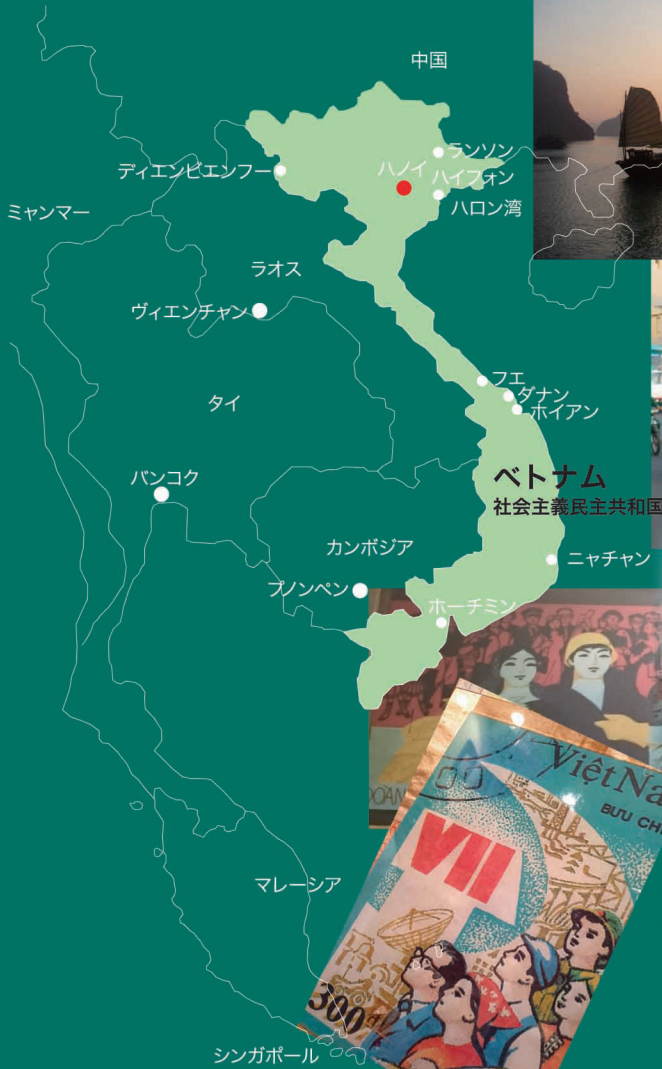 中国
ランソン
ディエンビエンフー
ハノイ
ハイフォン
ミャンマー
ハロン湾
ラオス
ヴィエンチャン
フエ
タイ
ダナン
ホイアン
バンコク
ベトナム
社会主義民主共和国
カンボジア
ニャチャン
プノンペン
ホーチミン
ĐOAN
ViệtNa
BƯU CH
VII
マレーシア
300đ
シンガポール